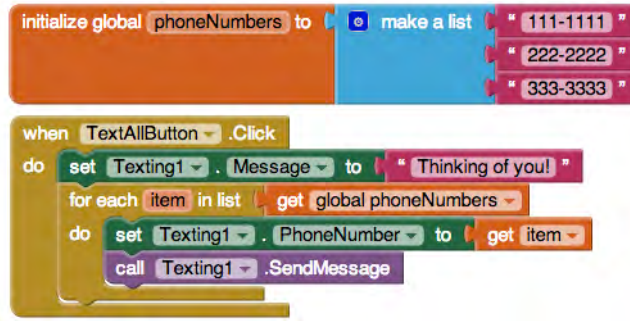 initialize global phoneNumbers to make a list " 111-1111 "
" 222-2222 "
" 333-3333 "
when TextAllButton .Click
do set Texting1 . Message to " Thinking of you! "
for each item in list get global phoneNumbers
do set Texting1 . PhoneNumber to get item
call Texting1 .SendMessage